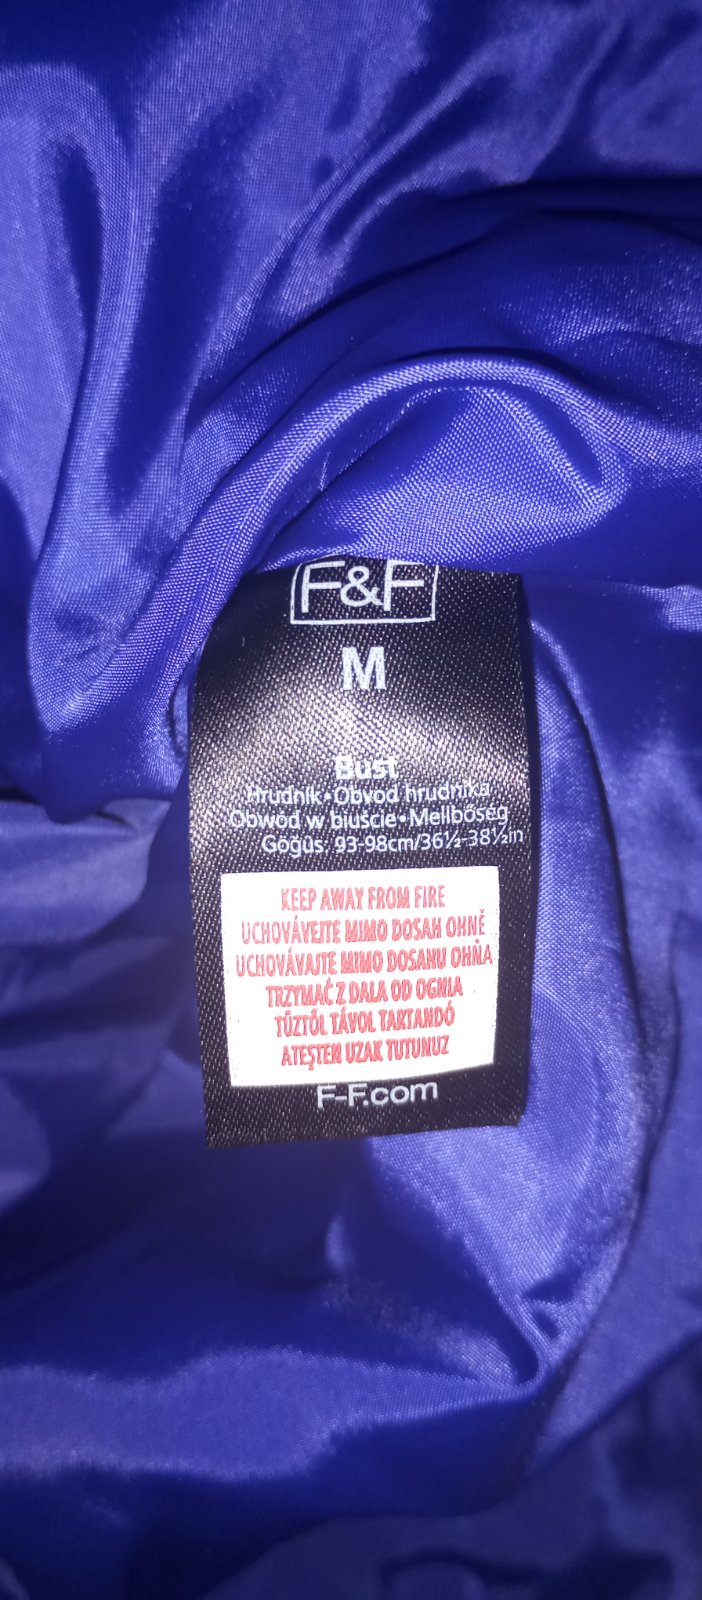 F&F
M
Bust
Hrudník•Obvod hrudníka
Obwód w biuście•Mellbőség
Göğüs: 93-98cm/36½-38½in
KEEP AWAY FROM FIRE
UCHOVÁVEJTE MIMO DOSAH OHNĚ
UCHOVÁVAJTE MIMO DOSAHU OHŇA
TRZYMAĆ Z DALA OD OGNIA
TŰZTŐL TÁVOL TARTANDÓ
ATEŞTEN UZAK TUTUNUZ
F-F.com